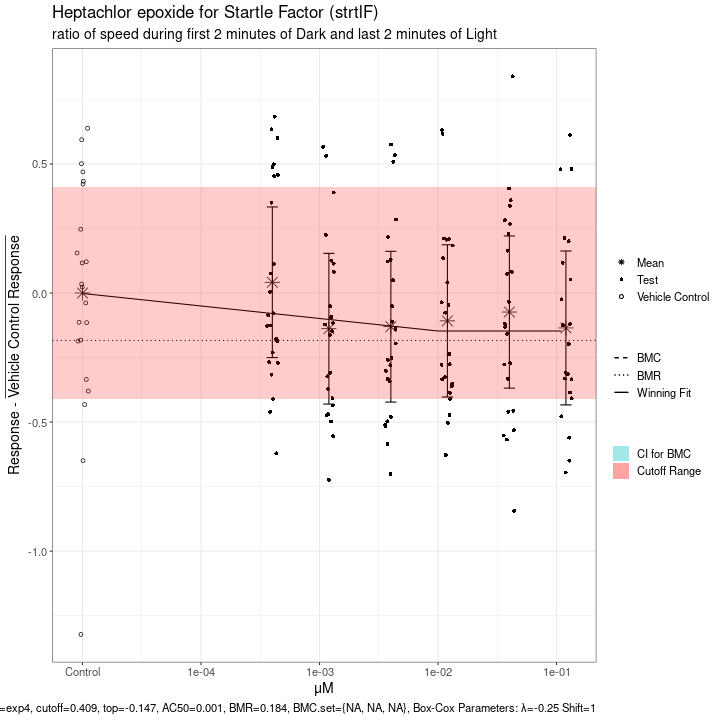 Heptachlor epoxide for Startle Factor (strtlF)
ratio of speed during first 2 minutes of Dark and last 2 minutes of Light
Response - Vehicle Control Response
0.5
0.0
-0.5
-1.0
Control
1e-04
1e-03
1e-02
1e-01
μM
Mean
Test
Vehicle Control
BMC
BMR
Winning Fit
CI for BMC
Cutoff Range
=exp4, cutoff=0.409, top=-0.147, AC50=0.001, BMR=0.184, BMC.set={NA, NA, NA}, Box-Cox Parameters: λ=-0.25 Shift=1